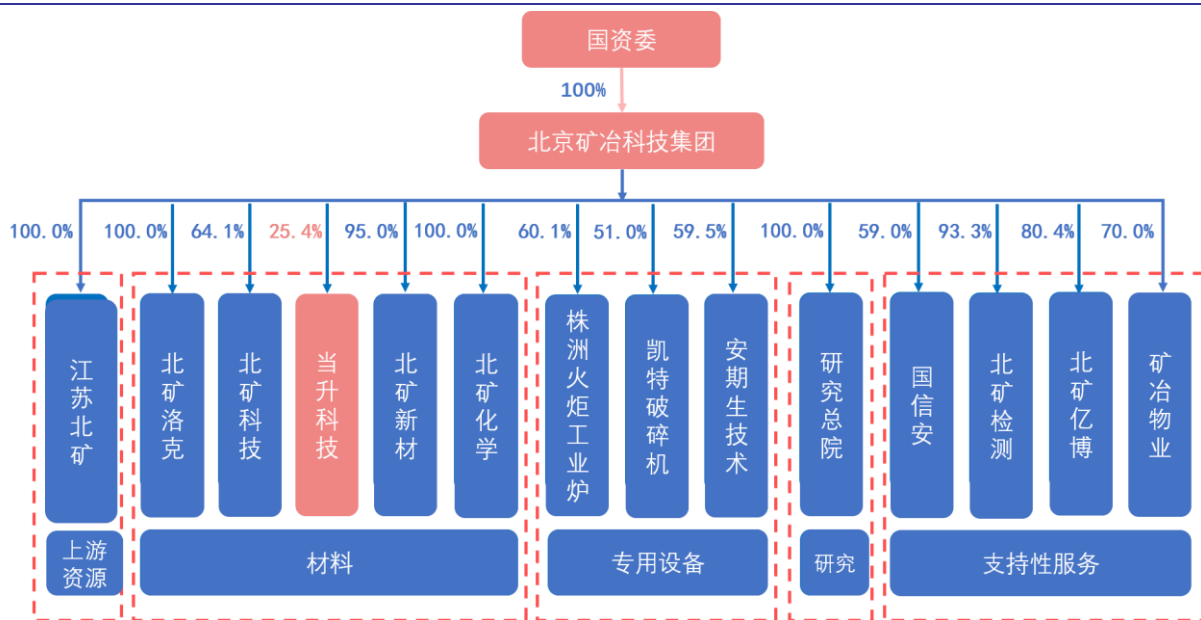 国资委
100%
北京矿冶科技集团
100.0%
100.0%
64.1%
25.4%
95.0%
100.0%
60.1%
51.0%
59.5%
100.0%
59.0%
93.3%
80.4%
70.0%
江苏北矿
北矿洛克
北矿科技
当升科技
北矿新材
北矿化学
株洲火炬工业炉
凯特破碎机
安期生技术
研究总院
国信安
北矿检测
北矿亿博
矿冶物业
上游
资源
材料
专用设备
研究
支持性服务